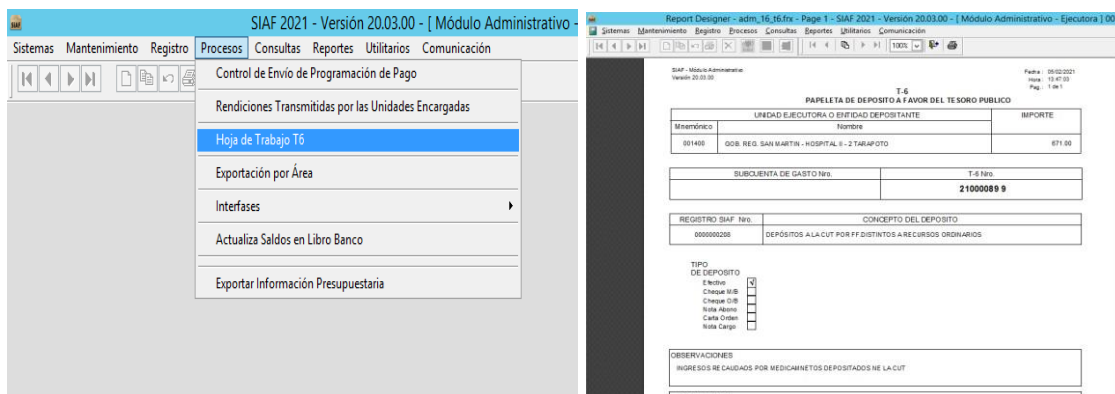 SIAF 2021 - Versión 20.03.00 - [ Módulo Administrativo -
Sistemas Mantenimiento Registro Procesos Consultas Reportes Utilitarios Comunicación
Control de Envío de Programación de Pago
Rendiciones Transmitidas por las Unidades Encargadas
Hoja de Trabajo T6
Exportación por Área
Interfases
Actualiza Saldos en Libro Banco
Exportar Información Presupuestaria
Report Designer - adm_16_t6.frx - Page 1 - SIAF 2021 - Versión 20.03.00 - [ Módulo Administrativo - Ejecutora ] 00
Sistemas Mantenimiento Registro Procesos Consultas Reportes Utilitarios Comunicación
100%
SIAF - Módulo Administrativo
Versión 20.03.00
Fecha : 05/02/2021
Hora : 13:47:03
Pag. : 1 de 1
T-6
PAPELETA DE DEPOSITO A FAVOR DEL TESORO PUBLICO
UNIDAD EJECUTORA O ENTIDAD DEPOSITANTE IMPORTE
Mnemónico Nombre
001400 GOB. REG. SAN MARTIN - HOSPITAL II - 2 TARAPOTO 671.00
SUBCUENTA DE GASTO Nro. T-6 Nro.
21000089 9
REGISTRO SIAF Nro. CONCEPTO DEL DEPOSITO
0000000208 DEPÓSITOS A LA CUT POR FF.DISTINTOS A RECURSOS ORDINARIOS
TIPO
DE DEPOSITO
Efectivo
Cheque M/B
Cheque O/B
Nota Abono
Carta Orden
Nota Cargo
OBSERVACIONES
INGRESOS RECAUDAOS POR MEDICAMNETOS DEPOSITADOS NE LA CUT